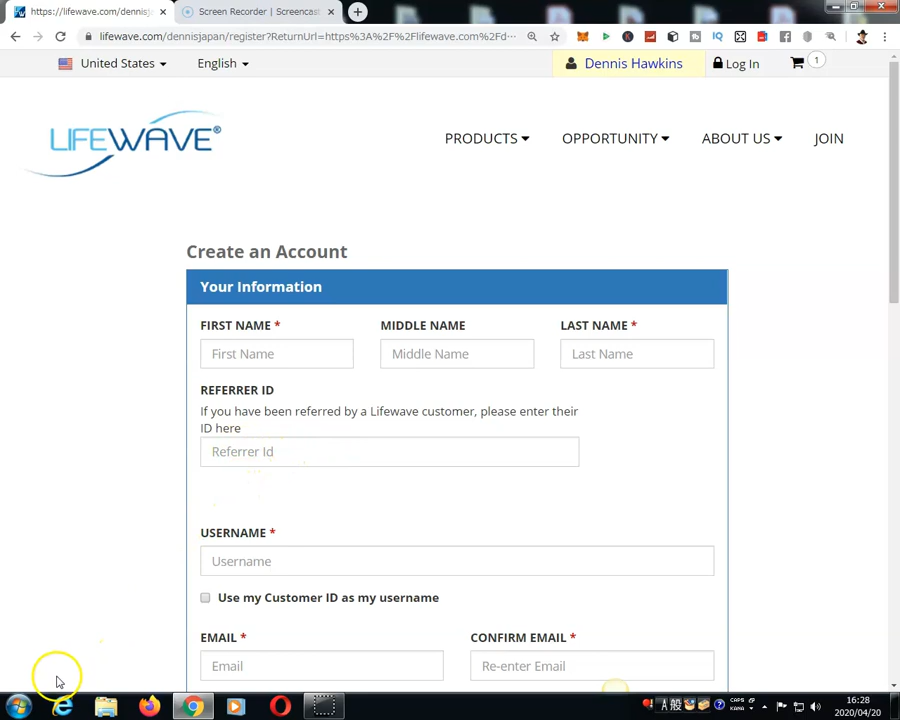 https://lifewave.com/dennisj
Screen Recorder | Screencast
lifewave.com/dennisjapan/register?ReturnUrl=https%3A%2F%2Flifewave.com%2Fd…
United States
English
Dennis Hawkins
Log In
1
LIFEWAVE®
PRODUCTS
OPPORTUNITY
ABOUT US
JOIN
Create an Account
Your Information
FIRST NAME *
MIDDLE NAME
LAST NAME *
First Name
Middle Name
Last Name
REFERRER ID
If you have been referred by a Lifewave customer, please enter their
ID here
Referrer Id
USERNAME *
Username
Use my Customer ID as my username
EMAIL *
CONFIRM EMAIL *
Email
Re-enter Email
A 般
CAPS
KANA
16:28
2020/04/20